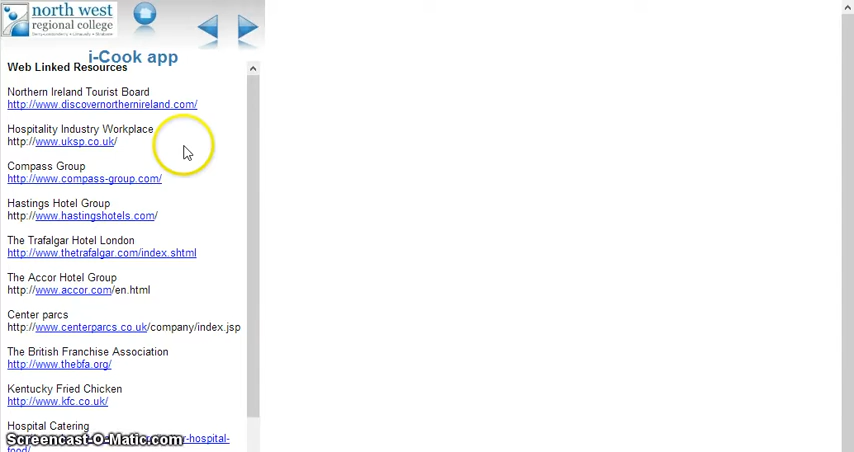 north west
regional college
i-Cook app
Web Linked Resources
Northern Ireland Tourist Board
http://www.discovernorthernireland.com/
Hospitality Industry Workplace
http://www.uksp.co.uk/
Compass Group
http://www.compass-group.com/
Hastings Hotel Group
http://www.hastingshotels.com/
The Trafalgar Hotel London
http://www.thetrafalgar.com/index.shtml
The Accor Hotel Group
http://www.accor.com/en.html
Center parcs
http://www.centerparcs.co.uk/company/index.jsp
The British Franchise Association
http://www.thebfa.org/
Kentucky Fried Chicken
http://www.kfc.co.uk/
Hospital Catering
r-hospital-
food/
Screencast-O-Matic.com